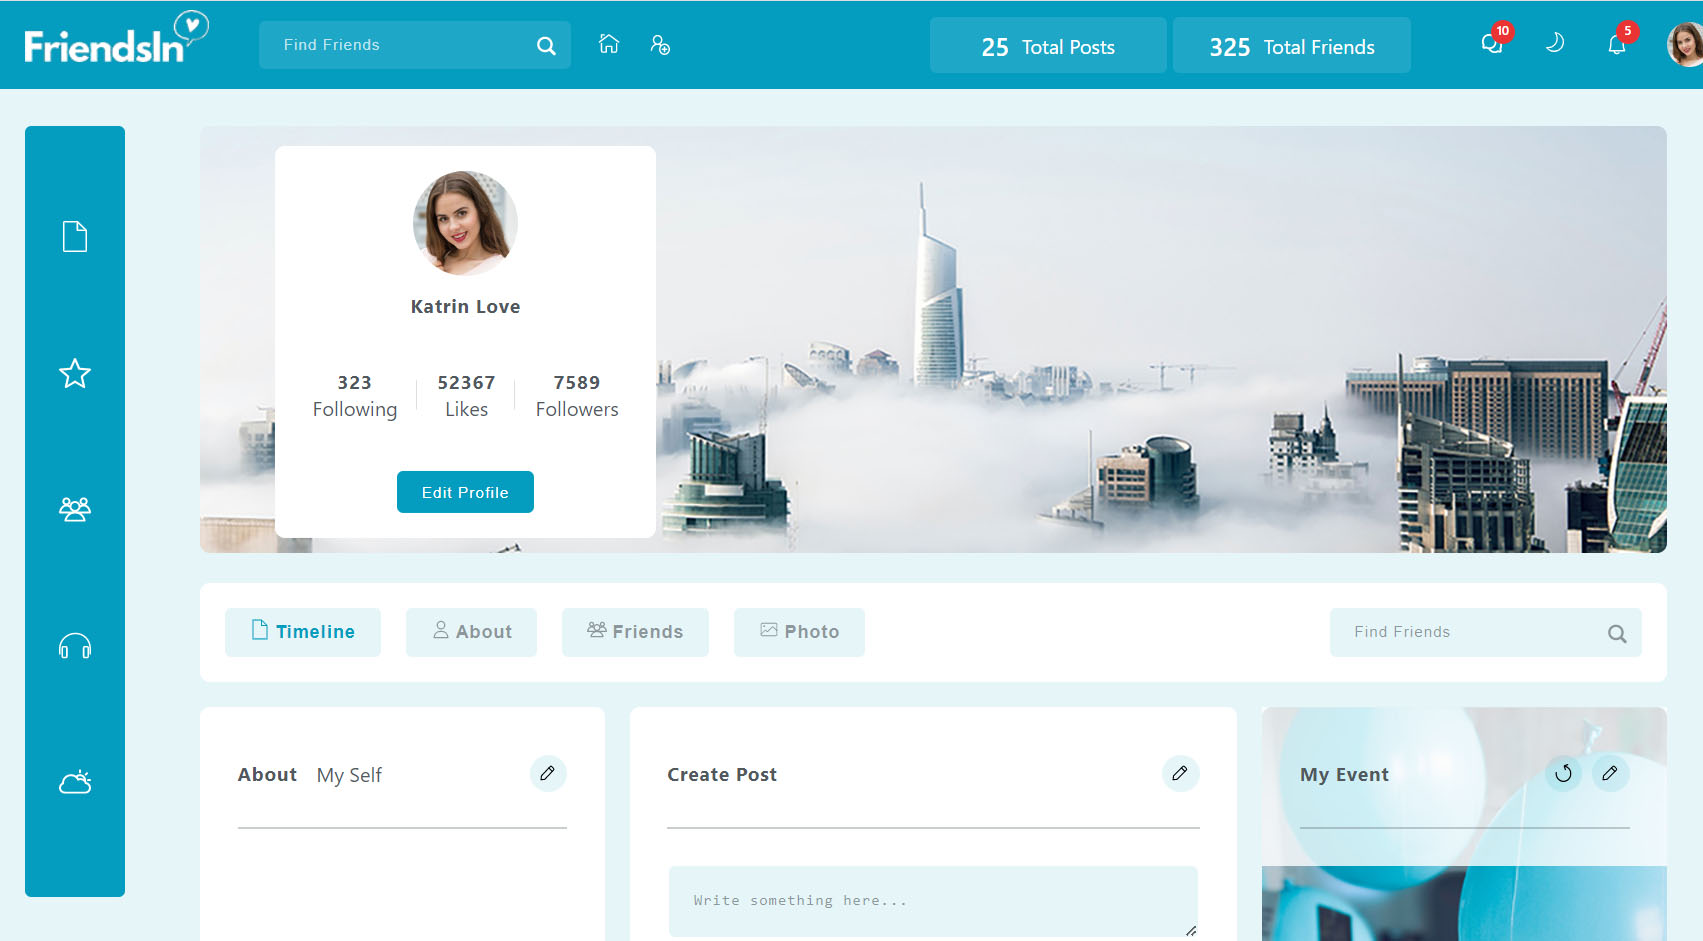 FriendsIn
Find Friends
25 Total Posts
325 Total Friends
10
5
Katrin Love
323
Following
52367
Likes
7589
Followers
Edit Profile
Timeline
About
Friends
Photo
Find Friends
About My Self
Create Post
My Event
Write something here...